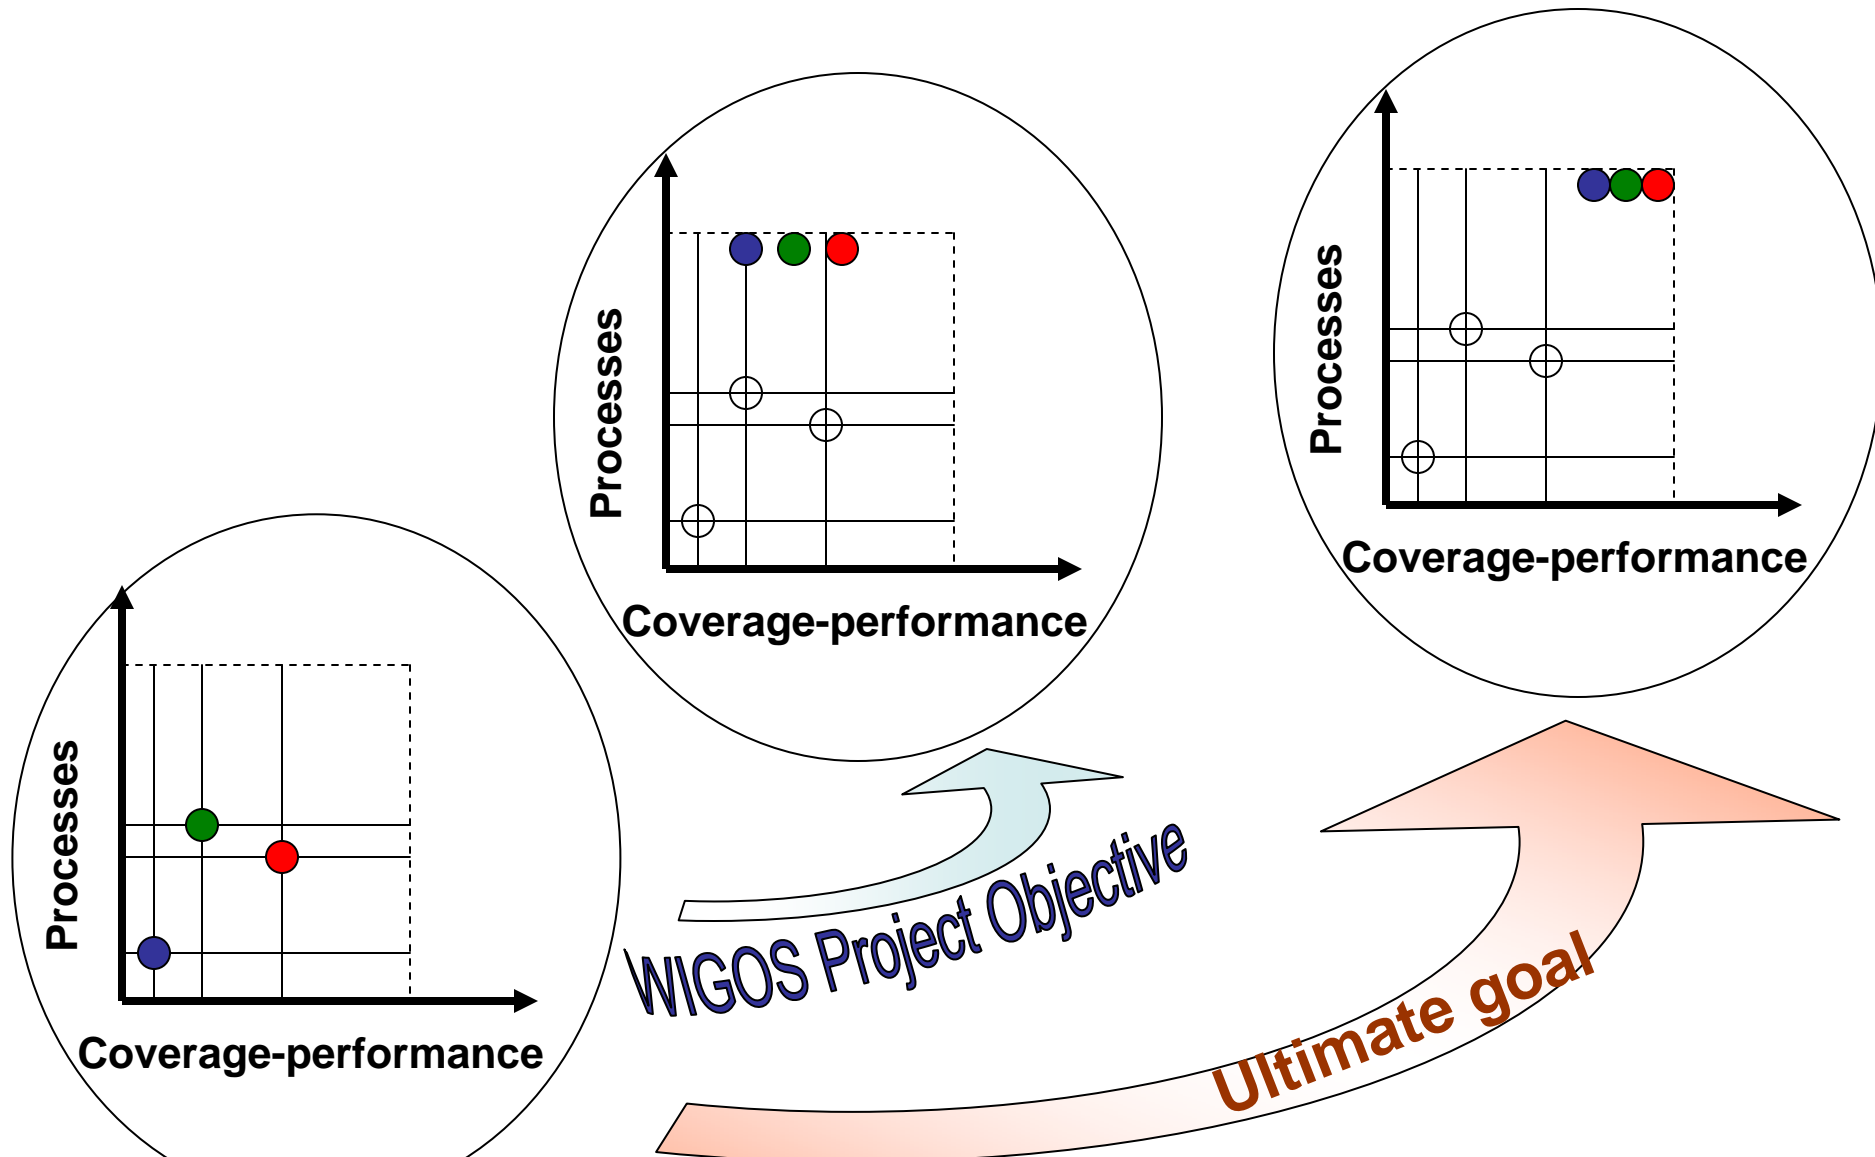 Processes
Coverage-performance
Processes
Coverage-performance
Processes
Coverage-performance
WIGOS Project Objective
Ultimate goal